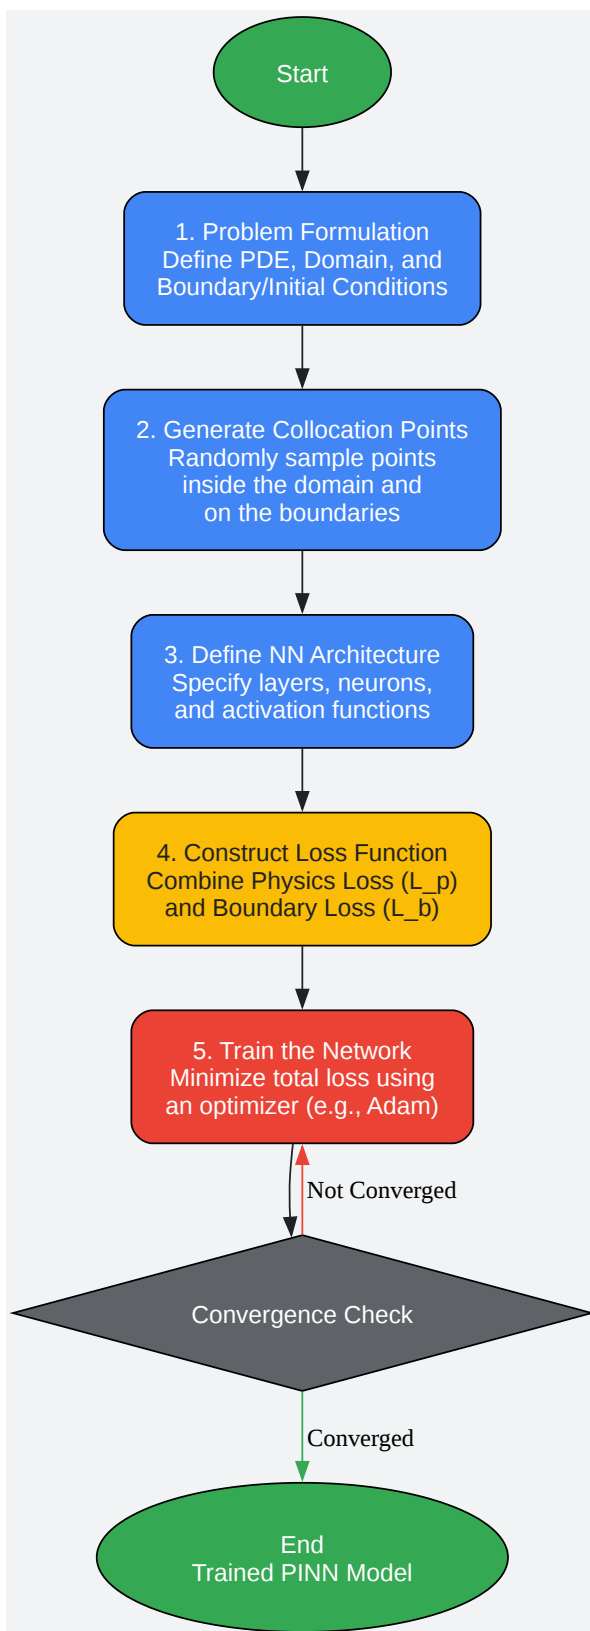 Start
1. Problem Formulation
Define PDE, Domain, and
Boundary/Initial Conditions
2. Generate Collocation Points
Randomly sample points
inside the domain and
on the boundaries
3. Define NN Architecture
Specify layers, neurons,
and activation functions
4. Construct Loss Function
Combine Physics Loss (L_p)
and Boundary Loss (L_b)
5. Train the Network
Minimize total loss using
an optimizer (e.g., Adam)
Not Converged
Convergence Check
Converged
End
Trained PINN Model